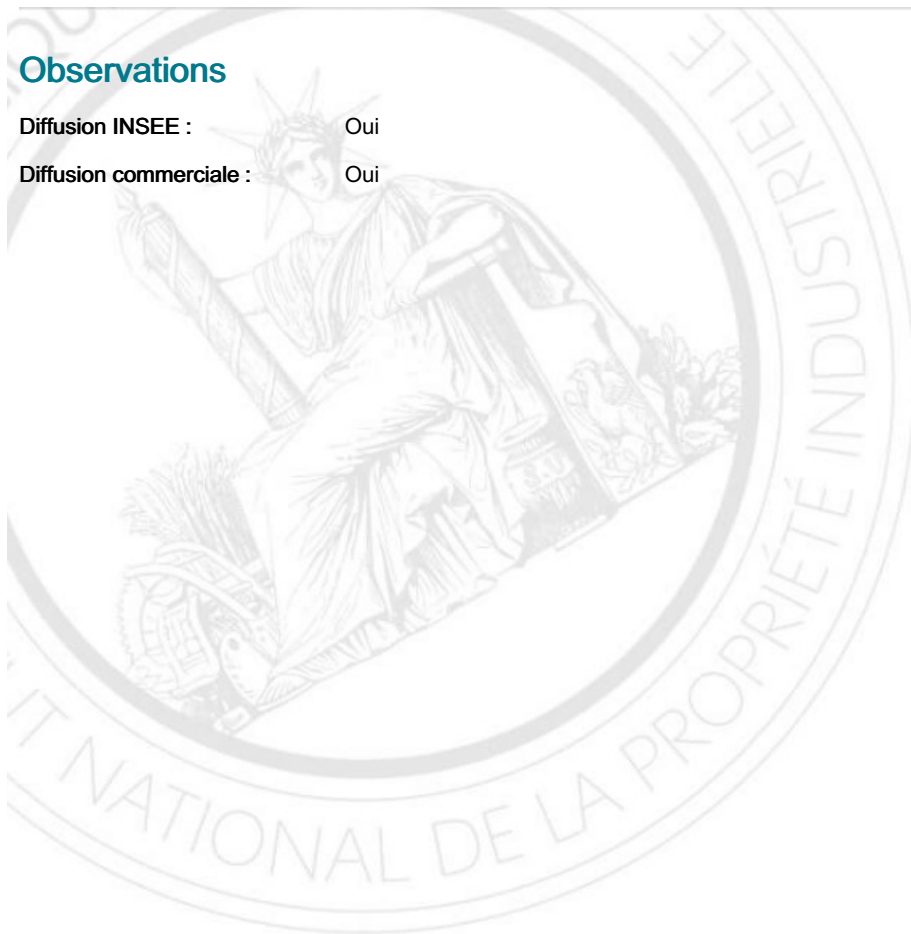 Observations
Diffusion INSEE : Oui
Diffusion commerciale : Oui
NATIONAL DE LA PROPRIÉTÉ INDUSTRIELLE